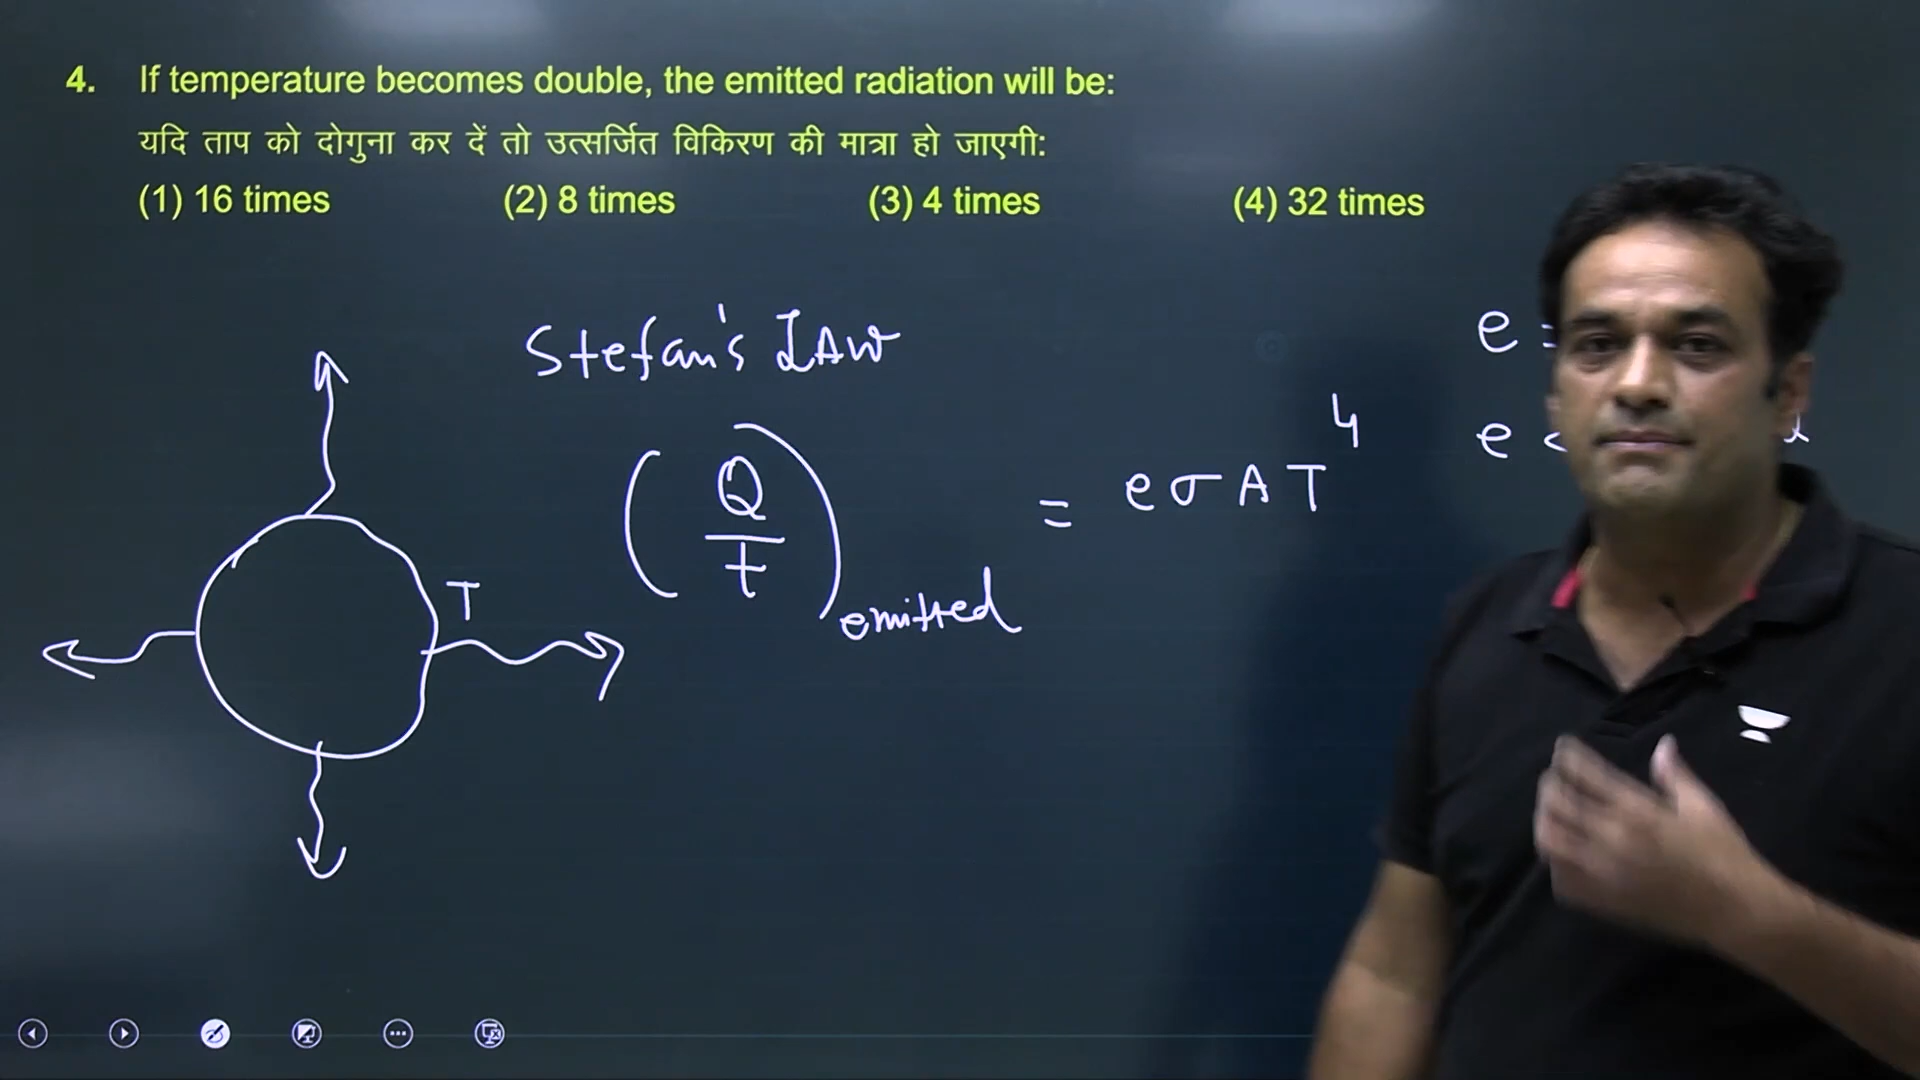 4. If temperature becomes double, the emitted radiation will be:
यदि ताप को दोगुना कर दें तो उत्सर्जित विकिरण की मात्रा हो जाएगी:
(1) 16 times (2) 8 times (3) 4 times (4) 32 times
Stefan's LAW
e =
e <
(Q/t) emitted = eσAT⁴
T